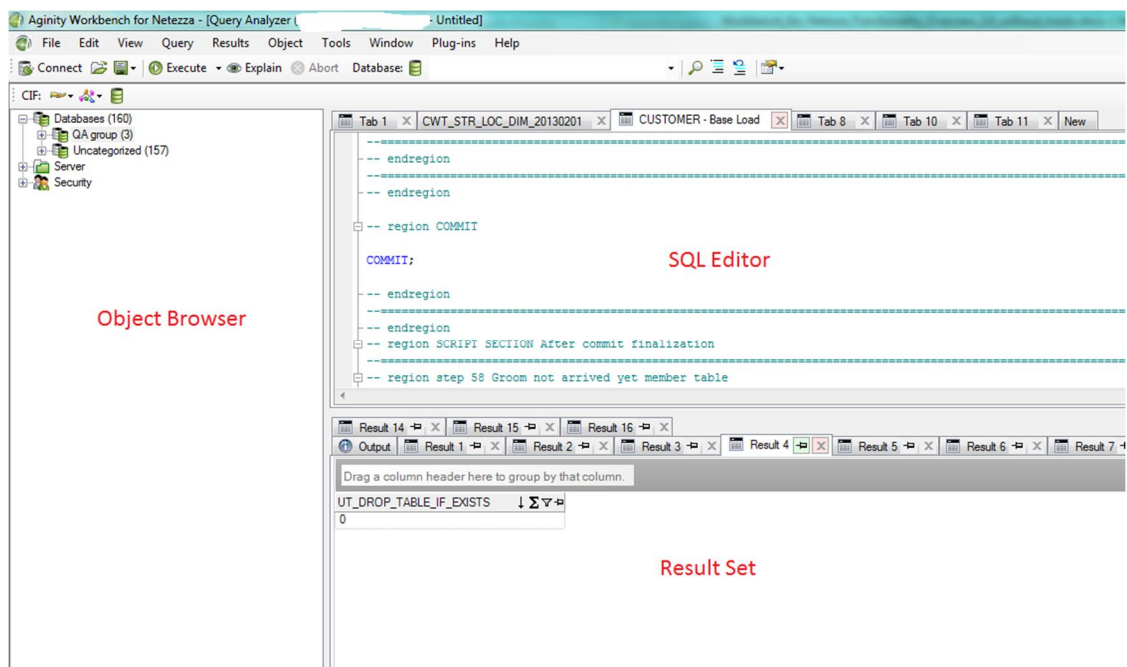 Aginity Workbench for Netezza - [Query Analyzer ( - Untitled]
File Edit View Query Results Object Tools Window Plug-ins Help
Connect Execute Explain Abort Database:
CIF:
Databases (160)
QA group (3)
Uncategorized (157)
Server
Security
Object Browser
Tab 1 CWT_STR_LOC_DIM_20130201 CUSTOMER - Base Load Tab 8 Tab 10 Tab 11 New
-- endregion
-- endregion
-- region COMMIT
COMMIT;
SQL Editor
-- endregion
-- endregion
-- region SCRIPT SECTION After commit finalization
-- region step 58 Groom not arrived yet member table
Result 14 Result 15 Result 16
Output Result 1 Result 2 Result 3 Result 4 Result 5 Result 6 Result 7
Drag a column header here to group by that column.
UT_DROP_TABLE_IF_EXISTS
0
Result Set